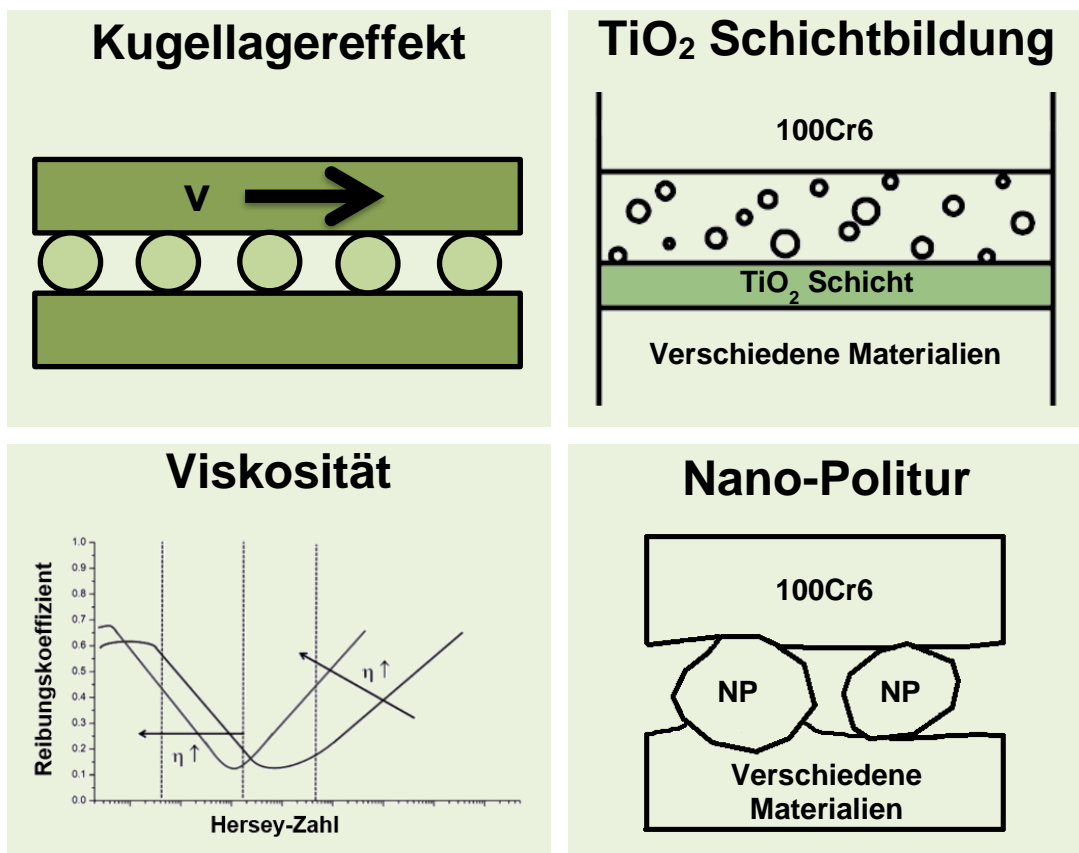 Kugellagereffekt
v
TiO₂ Schichtbildung
100Cr6
TiO₂ Schicht
Verschiedene Materialien
Viskosität
Reibungskoeffizient
1.0
0.9
0.8
0.7
0.6
0.5
0.4
0.3
0.2
0.1
0.0
η ↑
η ↑
Hersey-Zahl
Nano-Politur
100Cr6
NP NP
Verschiedene
Materialien